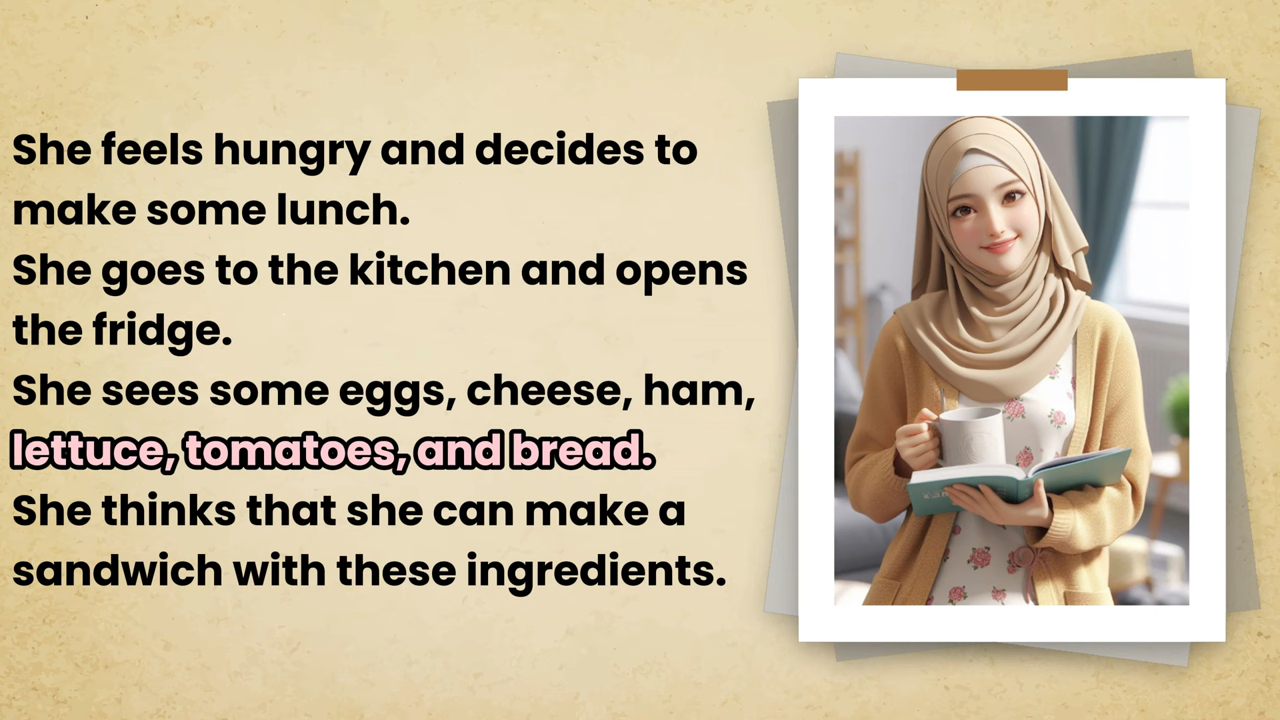 She feels hungry and decides to
make some lunch.
She goes to the kitchen and opens
the fridge.
She sees some eggs, cheese, ham,
lettuce, tomatoes, and bread.
She thinks that she can make a
sandwich with these ingredients.